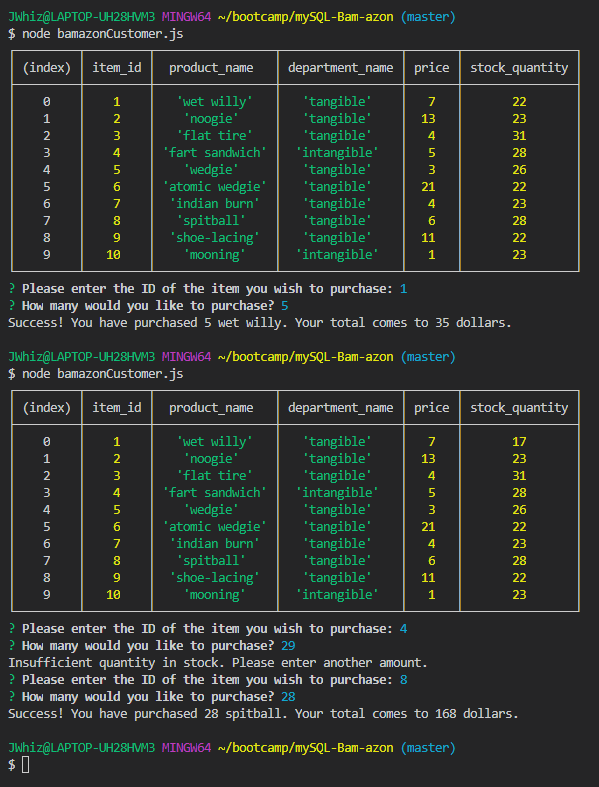 JWhiz@LAPTOP-UH28HVM3 MINGW64 ~/bootcamp/mySQL-Bam-azon (master)
$ node bamazonCustomer.js
(index) item_id product_name department_name price stock_quantity
0 1 'wet willy' 'tangible' 7 22
1 2 'noogie' 'tangible' 13 23
2 3 'flat tire' 'tangible' 4 31
3 4 'fart sandwich' 'intangible' 5 28
4 5 'wedgie' 'tangible' 3 26
5 6 'atomic wedgie' 'tangible' 21 22
6 7 'indian burn' 'tangible' 4 23
7 8 'spitball' 'tangible' 6 28
8 9 'shoe-lacing' 'tangible' 11 22
9 10 'mooning' 'intangible' 1 23
? Please enter the ID of the item you wish to purchase: 1
? How many would you like to purchase? 5
Success! You have purchased 5 wet willy. Your total comes to 35 dollars.
JWhiz@LAPTOP-UH28HVM3 MINGW64 ~/bootcamp/mySQL-Bam-azon (master)
$ node bamazonCustomer.js
(index) item_id product_name department_name price stock_quantity
0 1 'wet willy' 'tangible' 7 17
1 2 'noogie' 'tangible' 13 23
2 3 'flat tire' 'tangible' 4 31
3 4 'fart sandwich' 'intangible' 5 28
4 5 'wedgie' 'tangible' 3 26
5 6 'atomic wedgie' 'tangible' 21 22
6 7 'indian burn' 'tangible' 4 23
7 8 'spitball' 'tangible' 6 28
8 9 'shoe-lacing' 'tangible' 11 22
9 10 'mooning' 'intangible' 1 23
? Please enter the ID of the item you wish to purchase: 4
? How many would you like to purchase? 29
Insufficient quantity in stock. Please enter another amount.
? Please enter the ID of the item you wish to purchase: 8
? How many would you like to purchase? 28
Success! You have purchased 28 spitball. Your total comes to 168 dollars.
JWhiz@LAPTOP-UH28HVM3 MINGW64 ~/bootcamp/mySQL-Bam-azon (master)
$